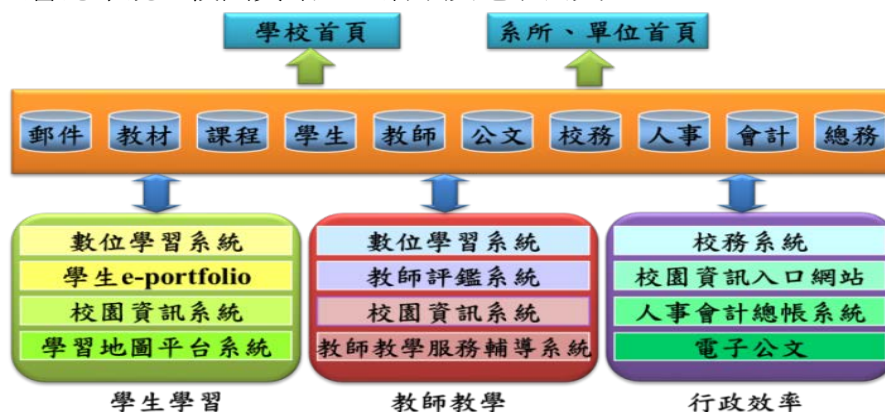 學校首頁 系所、單位首頁
郵件 教材 課程 學生 教師 公文 校務 人事 會計 總務
數位學習系統
學生e-portfolio
校園資訊系統
學習地圖平台系統
學生學習
數位學習系統
教師評鑑系統
校園資訊系統
教師教學服務輔導系統
教師教學
校務系統
校園資訊入口網站
人事會計總帳系統
電子公文
行政效率